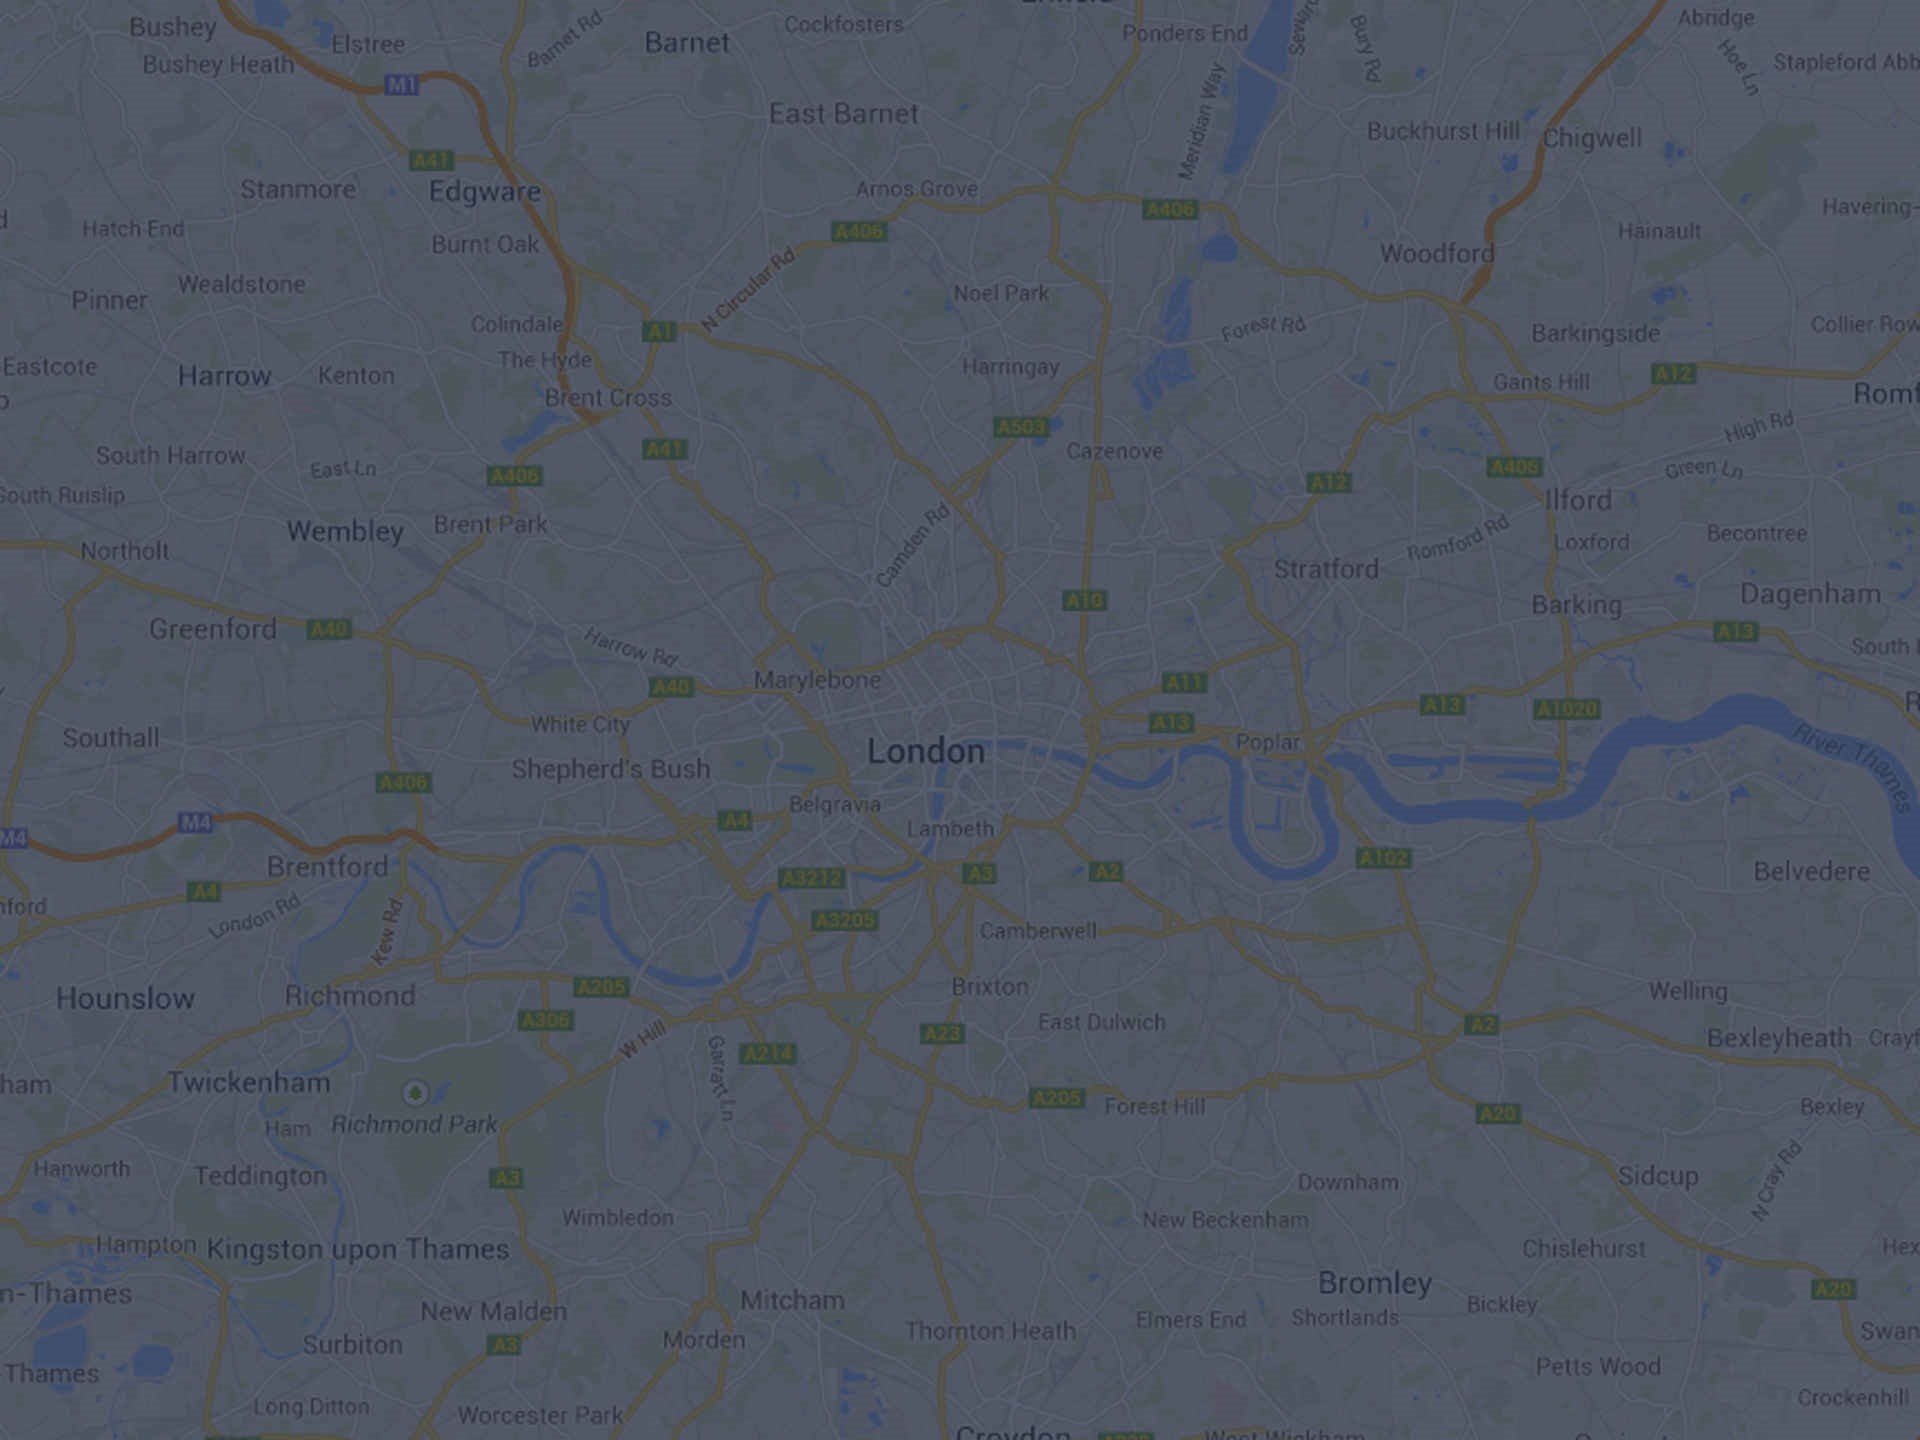 Bushey
Elstree
Barnet Rd
Barnet
Cockfosters
Ponders End
Bury Rd
Abridge
Hoe Ln
Bushey Heath
M1
Meridian Way
East Barnet
Buckhurst Hill
Chigwell
A41
Stanmore
Edgware
Arnos Grove
A406
Hatch End
Burnt Oak
A406
Woodford
Hainault
Havering-
Wealdstone
Pinner
N Circular Rd
Noel Park
Colindale
A1
Forest Rd
Barkingside
Collier Row
The Hyde
Eastcote
Harrow
Kenton
Harringay
Gants Hill
A12
Brent Cross
A503
High Rd
South Harrow
East Ln
A41
Cazenove
A406
A12
A406
Green Ln
South Ruislip
Ilford
Wembley
Brent Park
Camden Rd
Romford Rd
Loxford
Becontree
Northolt
Stratford
A10
Barking
Dagenham
Greenford
A40
Harrow Rd
A13
South
Marylebone
A40
A11
A13
A1020
White City
A13
Southall
London
Poplar
River Thames
Shepherd's Bush
A406
Belgravia
M4
M4
A4
Lambeth
Brentford
A3212
A3
A2
A102
Belvedere
A4
London Rd
Kew Rd
A3205
Camberwell
Hounslow
Richmond
A205
Brixton
Welling
A306
W Hill
A23
East Dulwich
A2
Bexleyheath
A214
Garratt Ln
Twickenham
Richmond Park
A205
Forest Hill
A20
Bexley
Ham
Hanworth
Teddington
A3
Downham
Sidcup
N Cray Rd
Wimbledon
New Beckenham
Hampton
Kingston upon Thames
Chislehurst
Bromley
A20
n-Thames
New Malden
Mitcham
Elmers End
Shortlands
Bickley
Surbiton
A3
Morden
Thornton Heath
Swan
Thames
Petts Wood
Long Ditton
Worcester Park
Crockenhill
Croydon
West Wickham